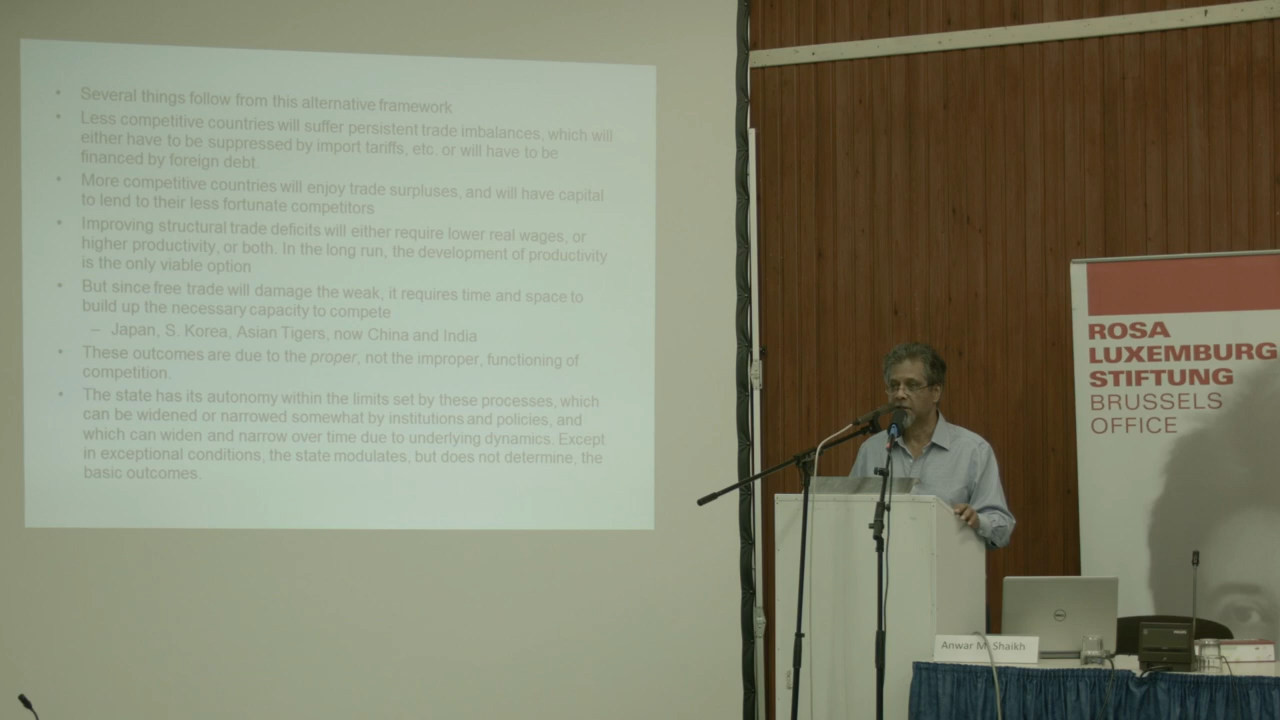 • Several things follow from this alternative framework
• Less competitive countries will suffer persistent trade imbalances, which will
either have to be suppressed by import tariffs, etc. or will have to be
financed by foreign debt.
• More competitive countries will enjoy trade surpluses, and will have capital
to lend to their less fortunate competitors
• Improving structural trade deficits will either require lower real wages, or
higher productivity, or both. In the long run, the development of productivity
is the only viable option
• But since free trade will damage the weak, it requires time and space to
build up the necessary capacity to compete
– Japan, S. Korea, Asian Tigers, now China and India
• These outcomes are due to the proper, not the improper, functioning of
competition.
• The state has its autonomy within the limits set by these processes, which
can be widened or narrowed somewhat by institutions and policies, and
which can widen and narrow over time due to underlying dynamics. Except
in exceptional conditions, the state modulates, but does not determine, the
basic outcomes.
ROSA
LUXEMBURG
STIFTUNG
BRUSSELS
OFFICE
DELL
Anwar M. Shaikh